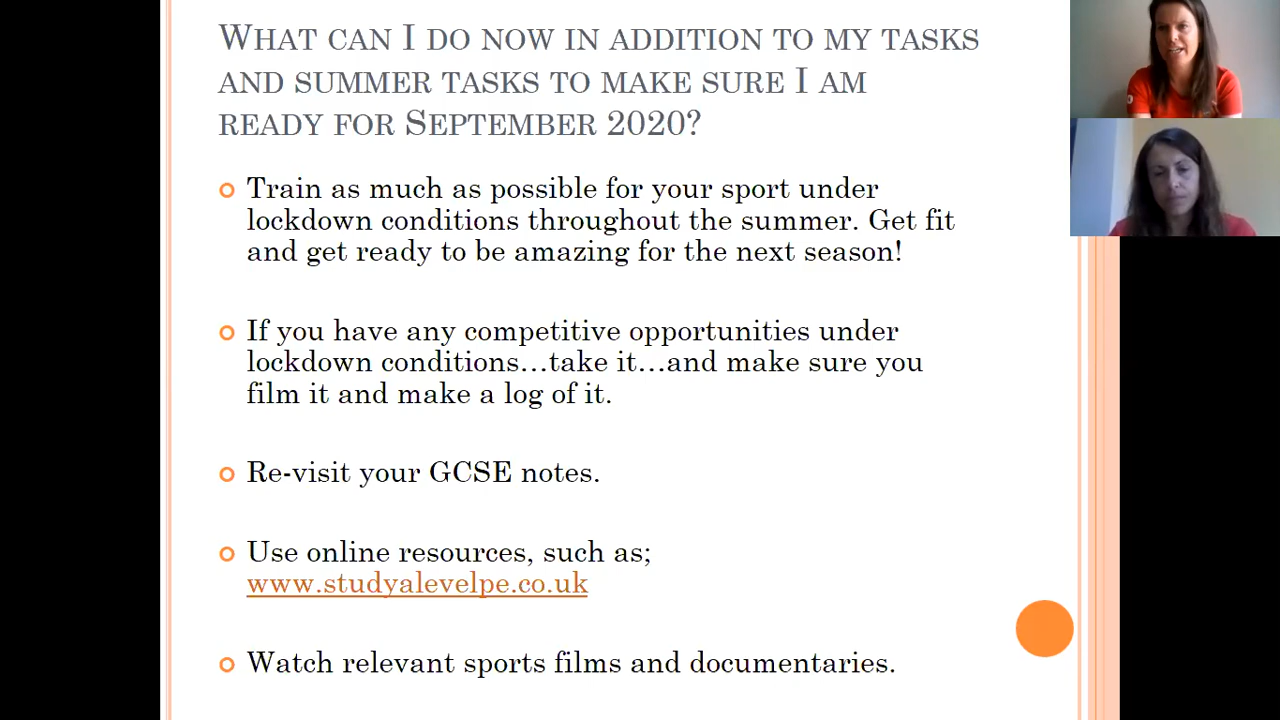 WHAT CAN I DO NOW IN ADDITION TO MY TASKS
AND SUMMER TASKS TO MAKE SURE I AM
READY FOR SEPTEMBER 2020?
Train as much as possible for your sport under
lockdown conditions throughout the summer. Get fit
and get ready to be amazing for the next season!
If you have any competitive opportunities under
lockdown conditions…take it…and make sure you
film it and make a log of it.
Re-visit your GCSE notes.
Use online resources, such as;
www.studyalevelpe.co.uk
Watch relevant sports films and documentaries.